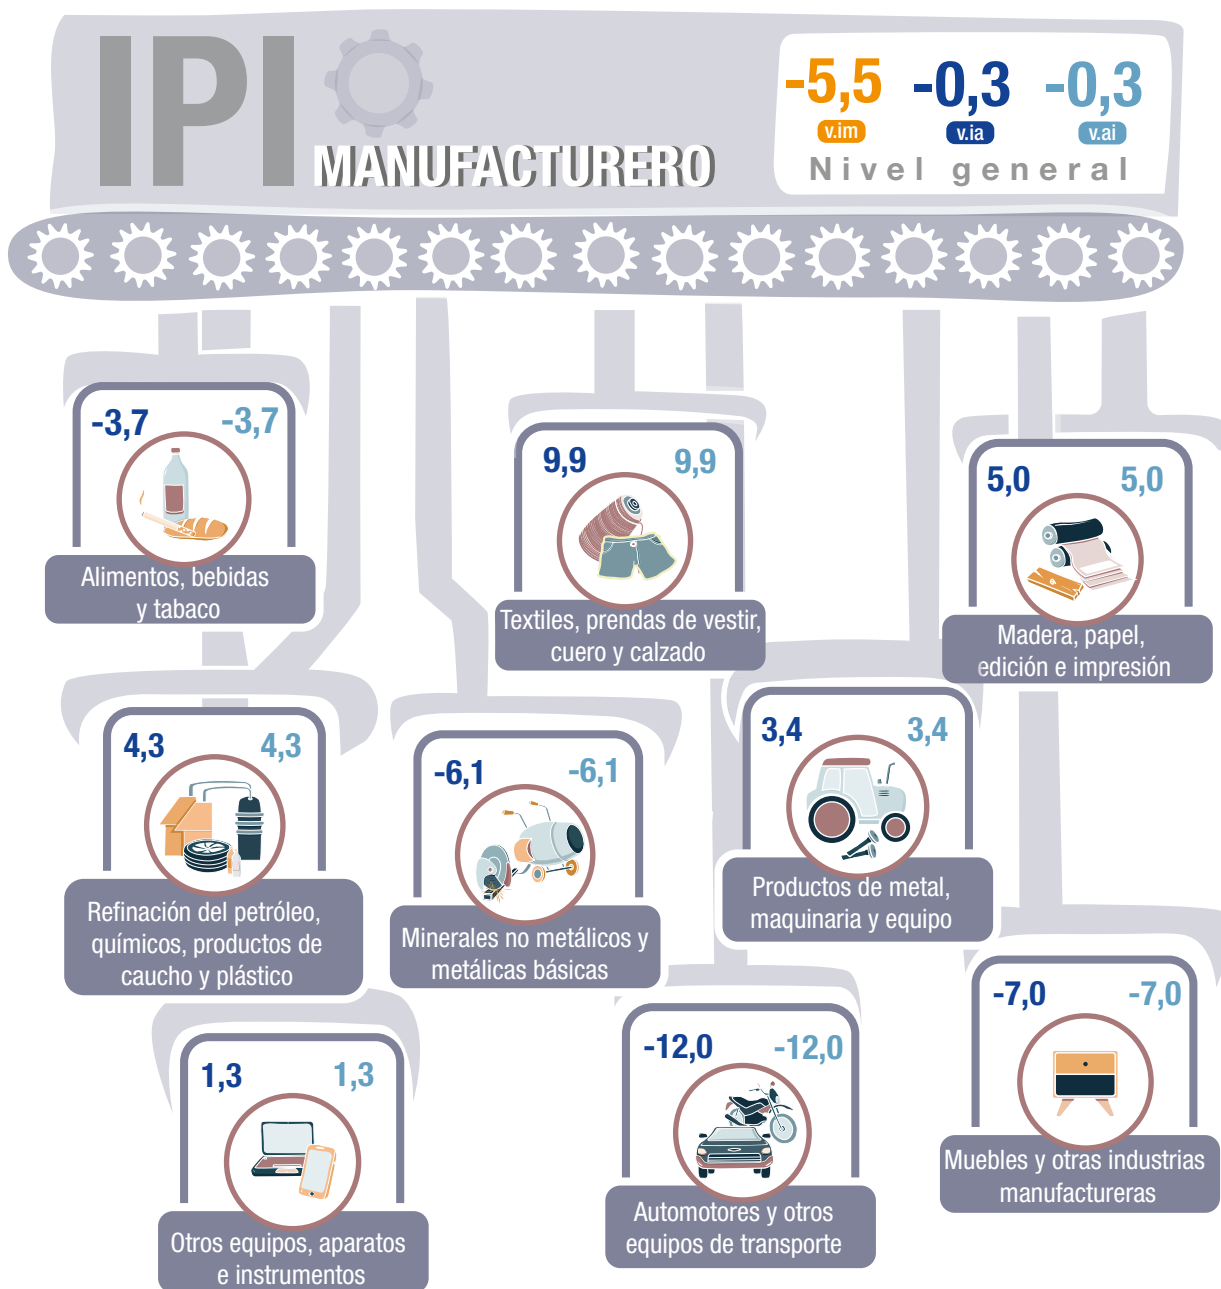 IPI
MANUFACTURERO
-5,5 -0,3 -0,3
v.im v.ia v.ai
Nivel general
-3,7 -3,7
Alimentos, bebidas
y tabaco
9,9 9,9
Textiles, prendas de vestir,
cuero y calzado
5,0 5,0
Madera, papel,
edición e impresión
4,3 4,3
Refinación del petróleo,
químicos, productos de
caucho y plástico
-6,1 -6,1
Minerales no metálicos y
metálicas básicas
3,4 3,4
Productos de metal,
maquinaria y equipo
1,3 1,3
Otros equipos, aparatos
e instrumentos
-12,0 -12,0
Automotores y otros
equipos de transporte
-7,0 -7,0
Muebles y otras industrias
manufactureras